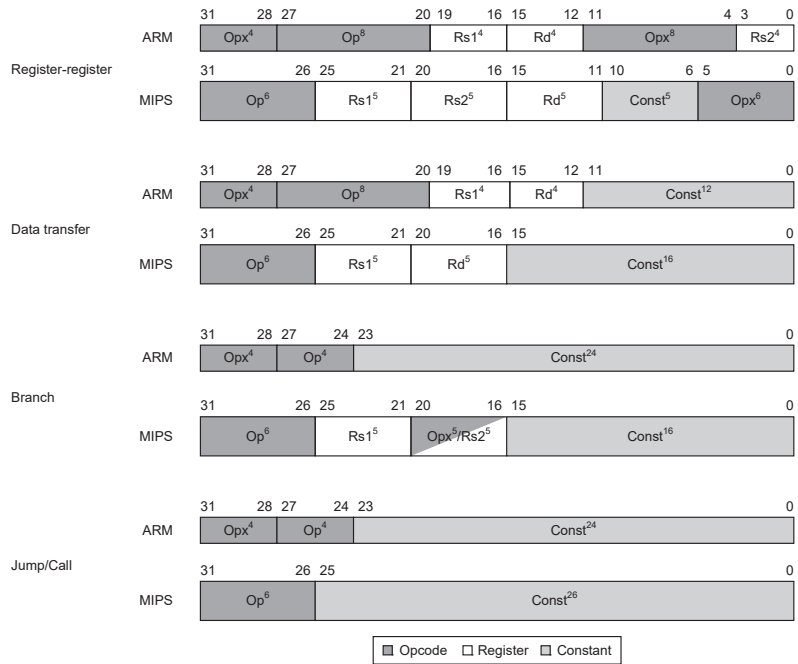 31 28 27 20 19 16 15 12 11 4 3 0
ARM Opx⁴ Op⁸ Rs1⁴ Rd⁴ Opx⁸ Rs2⁴
Register-register
31 26 25 21 20 16 15 11 10 6 5 0
MIPS Op⁶ Rs1⁵ Rs2⁵ Rd⁵ Const⁵ Opx⁶
31 28 27 20 19 16 15 12 11 0
ARM Opx⁴ Op⁸ Rs1⁴ Rd⁴ Const¹²
Data transfer
31 26 25 21 20 16 15 0
MIPS Op⁶ Rs1⁵ Rd⁵ Const¹⁶
31 28 27 24 23 0
ARM Opx⁴ Op⁴ Const²⁴
Branch
31 26 25 21 20 16 15 0
MIPS Op⁶ Rs1⁵ Opx⁵/Rs2⁵ Const¹⁶
31 28 27 24 23 0
ARM Opx⁴ Op⁴ Const²⁴
Jump/Call
31 26 25 0
MIPS Op⁶ Const²⁶
Opcode Register Constant